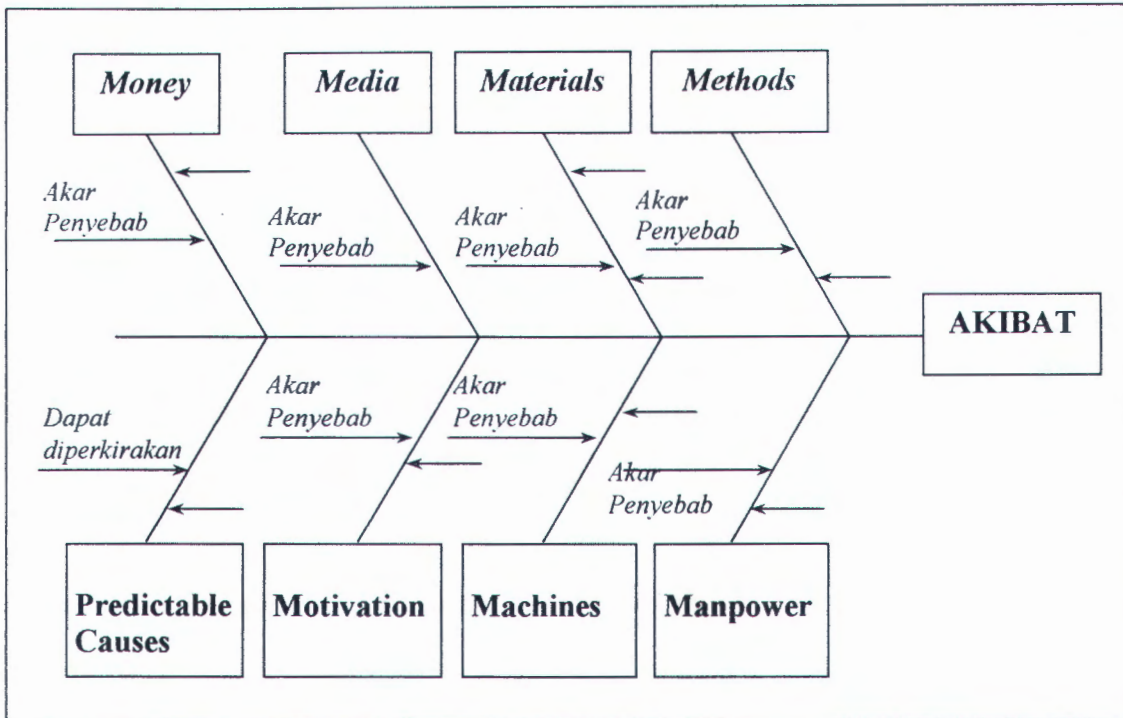 Money
Media
Materials
Methods
Akar
Penyebab
Akar
Penyebab
Akar
Penyebab
Akar
Penyebab
AKIBAT
Dapat
diperkirakan
Akar
Penyebab
Akar
Penyebab
Akar
Penyebab
Predictable
Causes
Motivation
Machines
Manpower